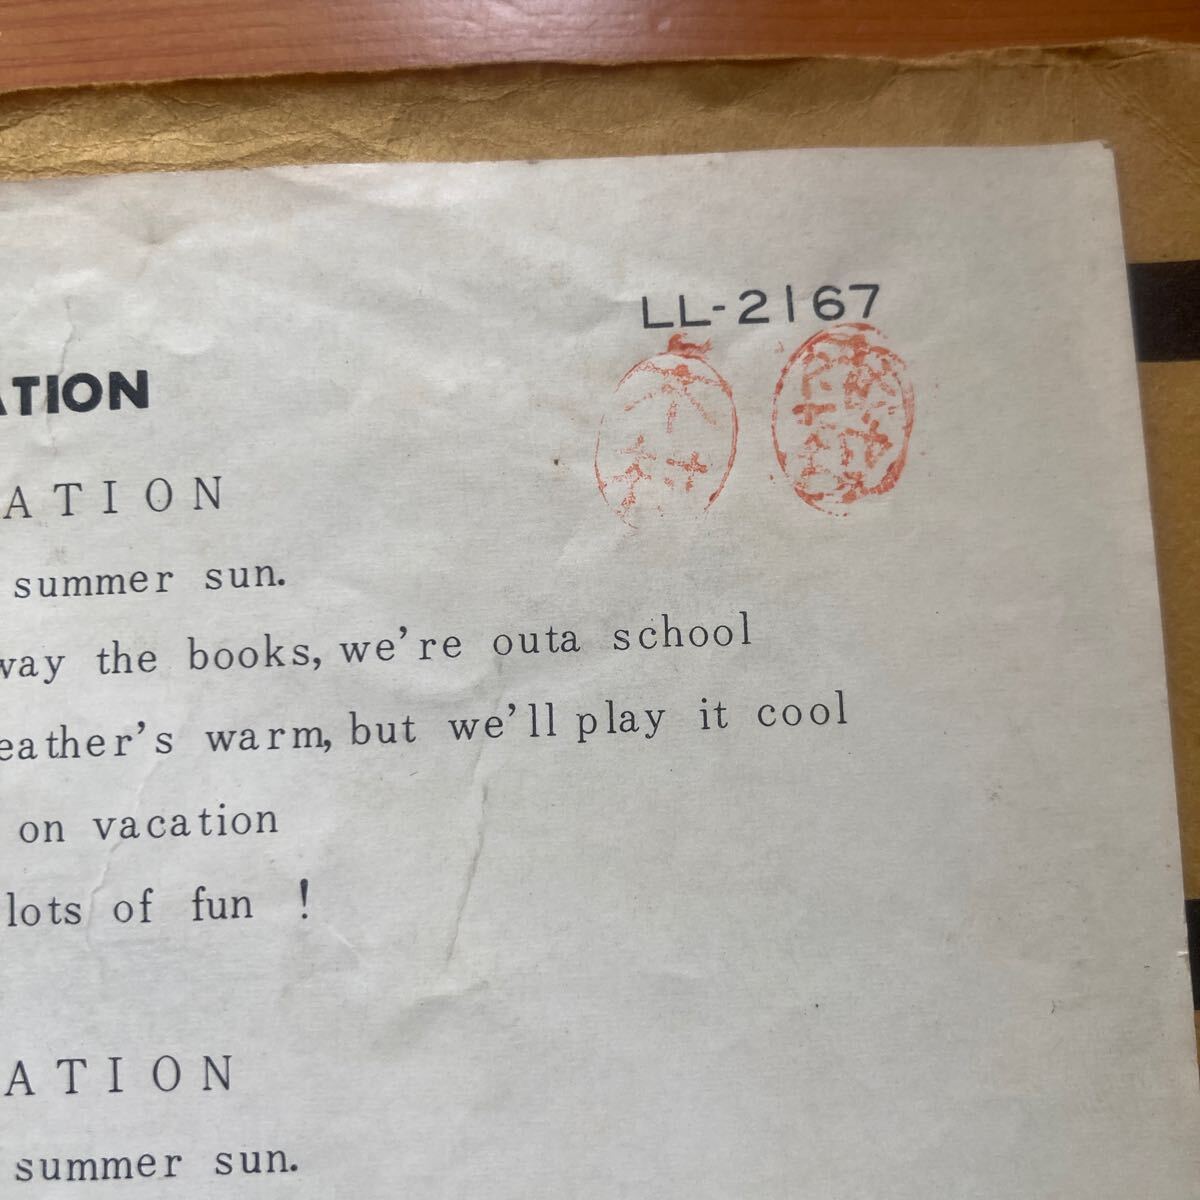 LL-2167
ATION
ATION
summer sun.
way the books, we're outa school
eather's warm, but we'll play it cool
on vacation
lots of fun !
ATION
summer sun.